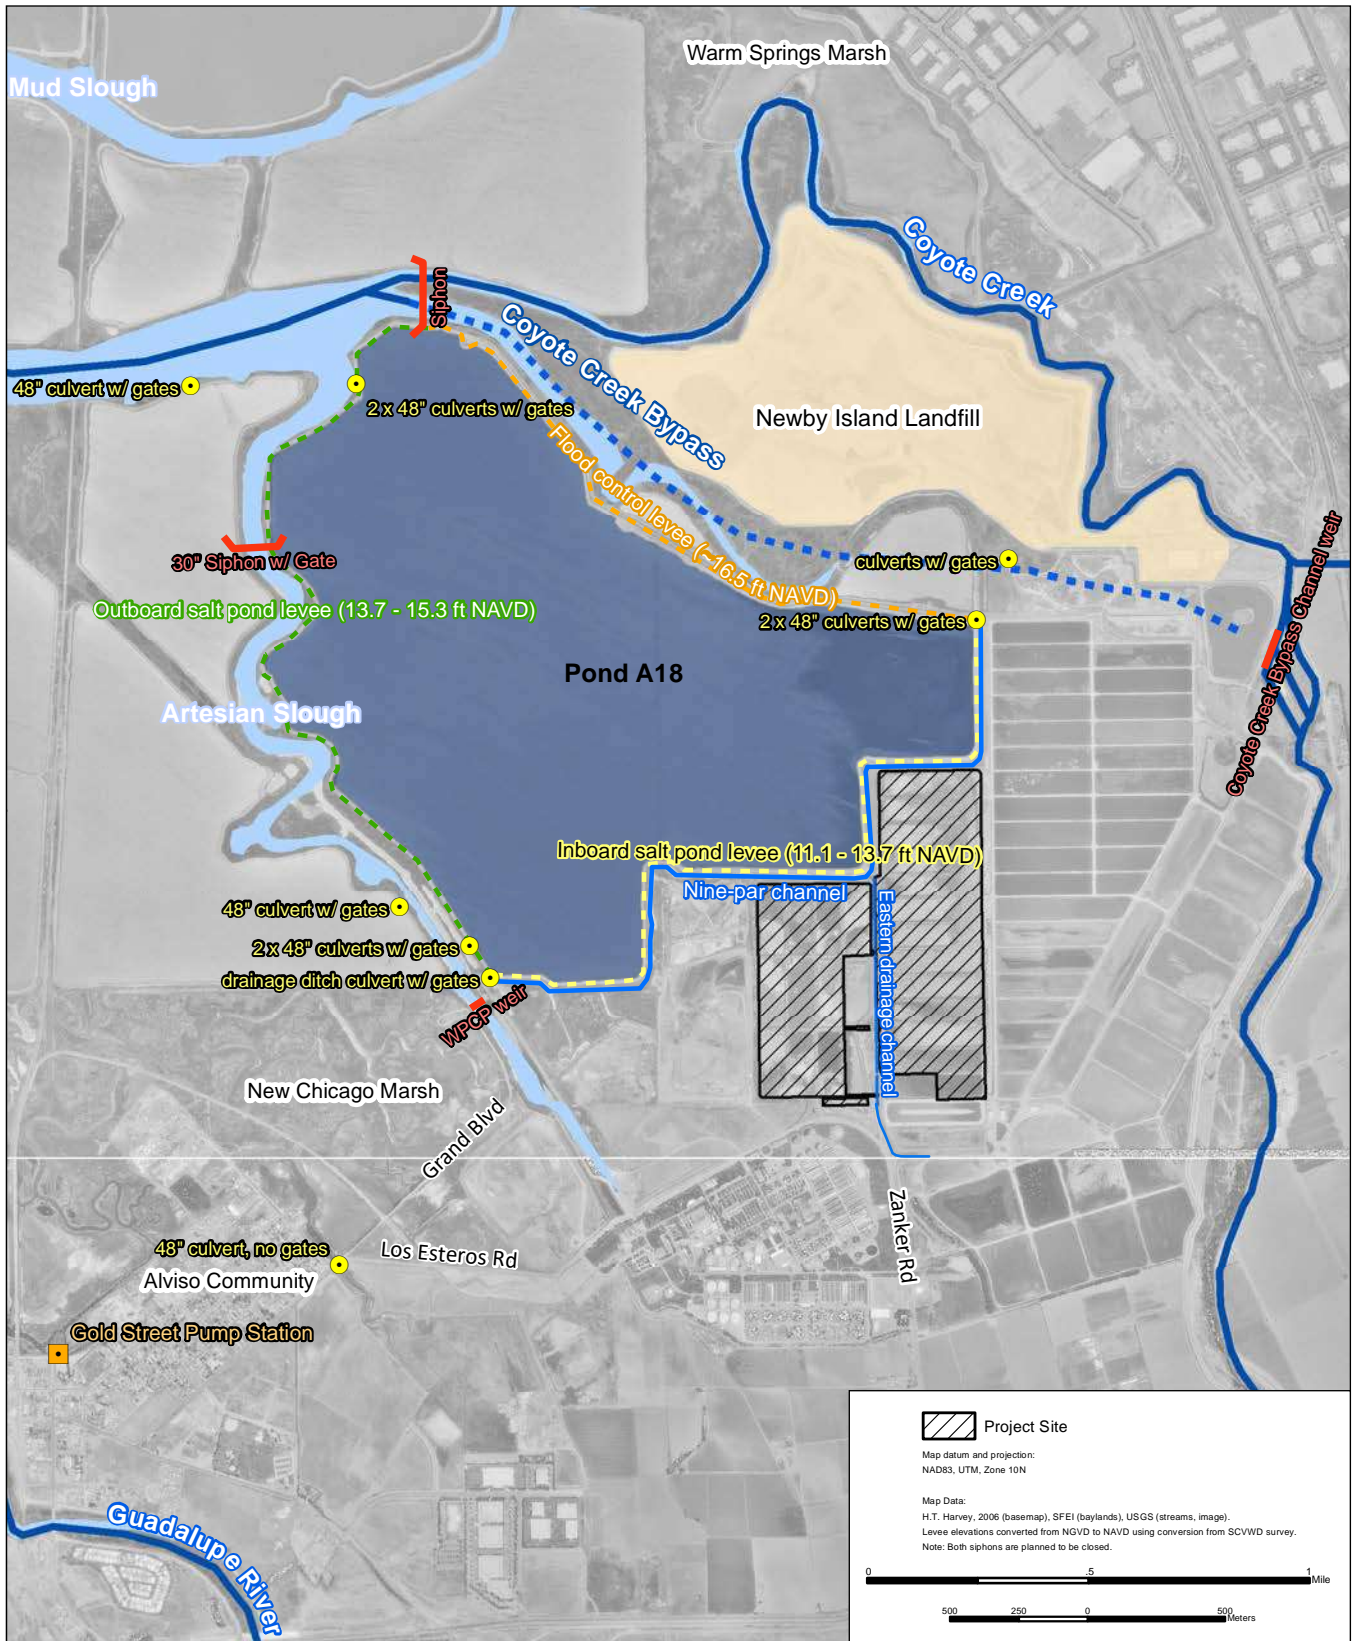 Warm Springs Marsh
Mud Slough
Coyote Creek
Siphon
Coyote Creek Bypass
48" culvert w/ gates
2 x 48" culverts w/ gates
Newby Island Landfill
Flood control levee (~16.5 ft NAVD)
30" Siphon w/ Gate
culverts w/ gates
Coyote Creek Bypass Channel weir
Outboard salt pond levee (13.7 - 15.3 ft NAVD)
2 x 48" culverts w/ gates
Pond A18
Artesian Slough
Inboard salt pond levee (11.1 - 13.7 ft NAVD)
Nine-par channel
Eastern drainage channel
48" culvert w/ gates
2 x 48" culverts w/ gates
drainage ditch culvert w/ gates
WPCP weir
New Chicago Marsh
Grand Blvd
Zanker Rd
48" culvert, no gates
Los Esteros Rd
Alviso Community
Gold Street Pump Station
Guadalupe River
Project Site
Map datum and projection:
NAD83, UTM, Zone 10N
Map Data:
H.T. Harvey, 2006 (basemap), SFEI (baylands), USGS (streams, image).
Levee elevations converted from NGVD to NAVD using conversion from SCVWD survey.
Note: Both siphons are planned to be closed.
0 .5 1
Mile
500 250 0 500
Meters